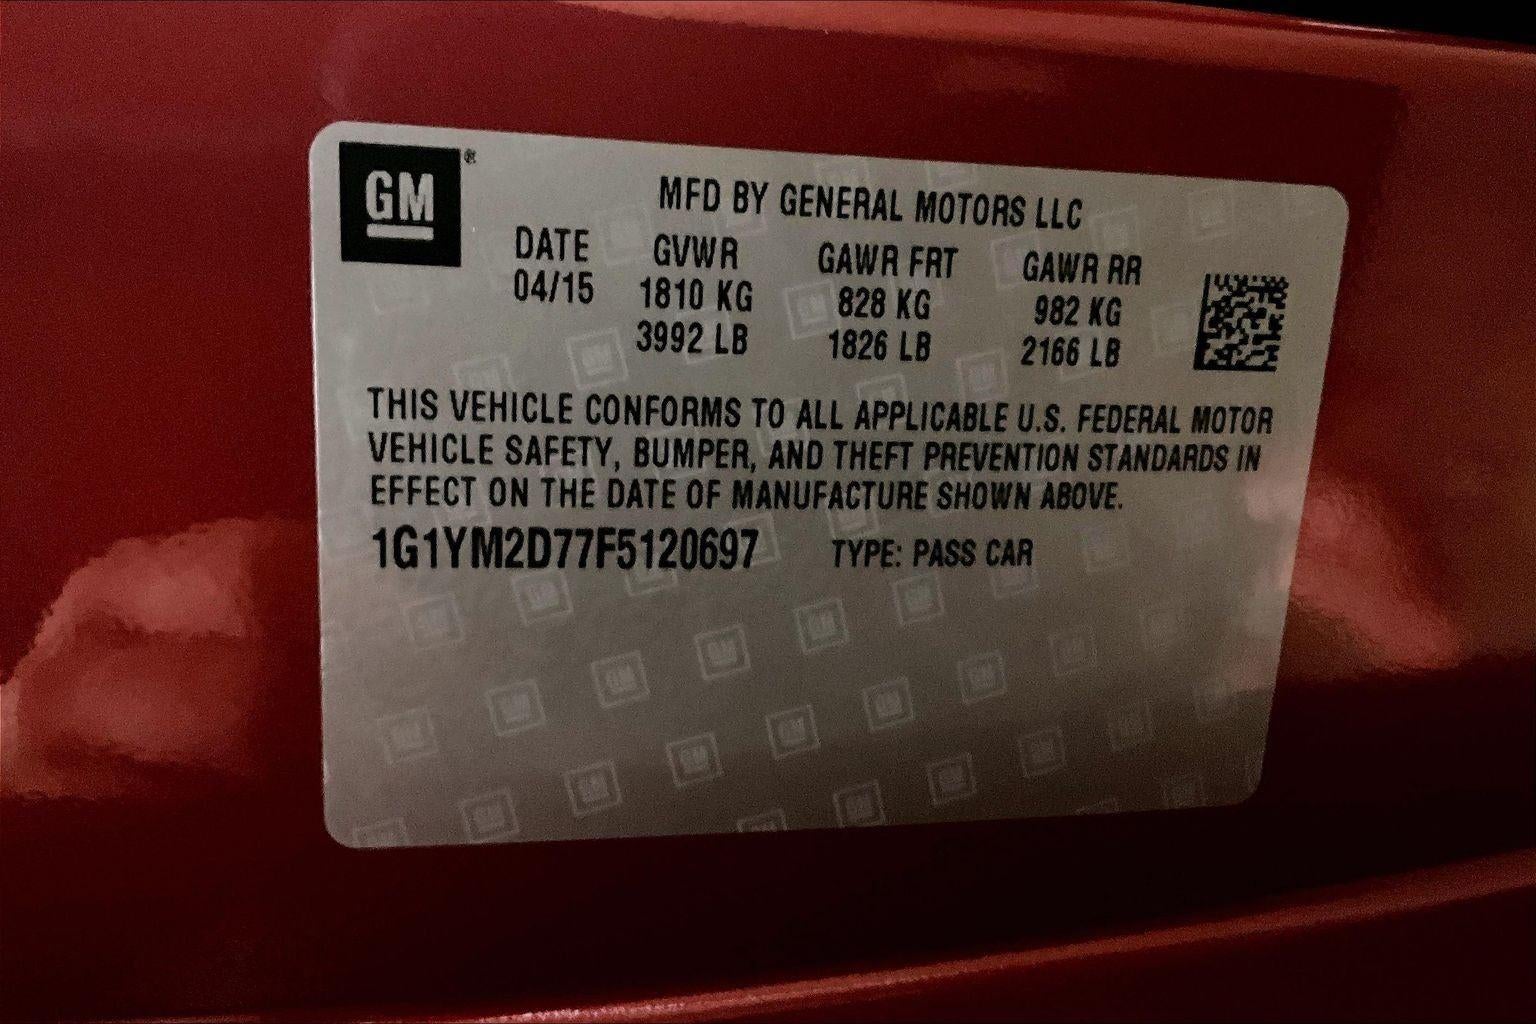 GM®
MFD BY GENERAL MOTORS LLC
DATE GVWR GAWR FRT GAWR RR
04/15 1810 KG 828 KG 982 KG
3992 LB 1826 LB 2166 LB
THIS VEHICLE CONFORMS TO ALL APPLICABLE U.S. FEDERAL MOTOR
VEHICLE SAFETY, BUMPER, AND THEFT PREVENTION STANDARDS IN
EFFECT ON THE DATE OF MANUFACTURE SHOWN ABOVE.
1G1YM2D77F5120697 TYPE: PASS CAR